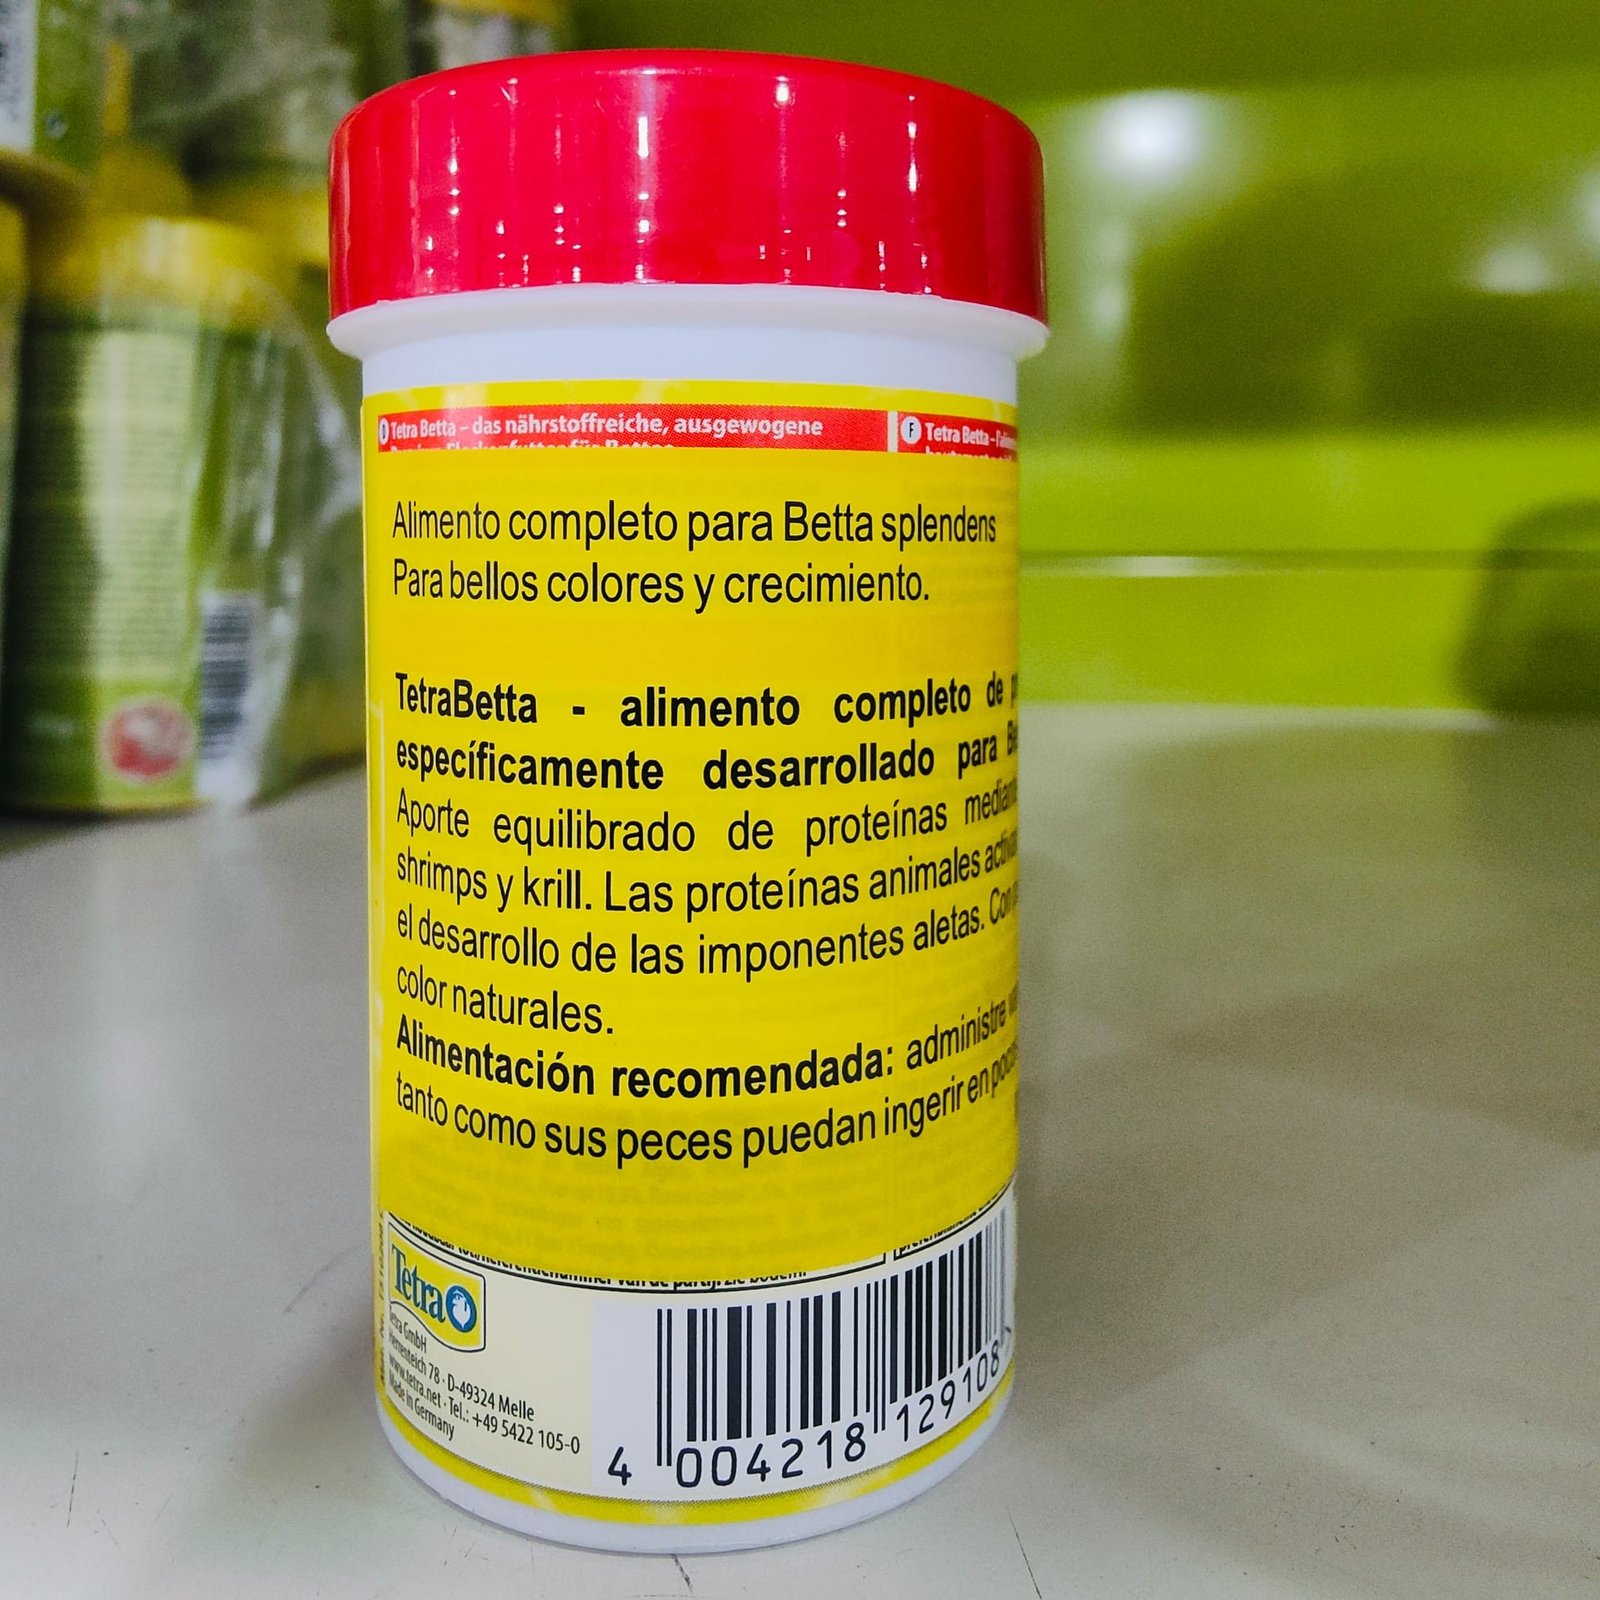 D Tetra Betta – das nährstoffreiche, ausgewogene
F Tetra Betta –
Alimento completo para Betta splendens
Para bellos colores y crecimiento.
TetraBetta - alimento completo de
específicamente desarrollado para
Aporte equilibrado de proteínas
shrimps y krill. Las proteínas animales
el desarrollo de las imponentes aletas.
color naturales.
Alimentación recomendada: administre
tanto como sus peces puedan ingerir en
Tetra
Tetra GmbH
Herrenteich 78 · D-49324 Melle
www.tetra.net · Tel.: +49 5422 105-0
Made in Germany
4 004218 129108